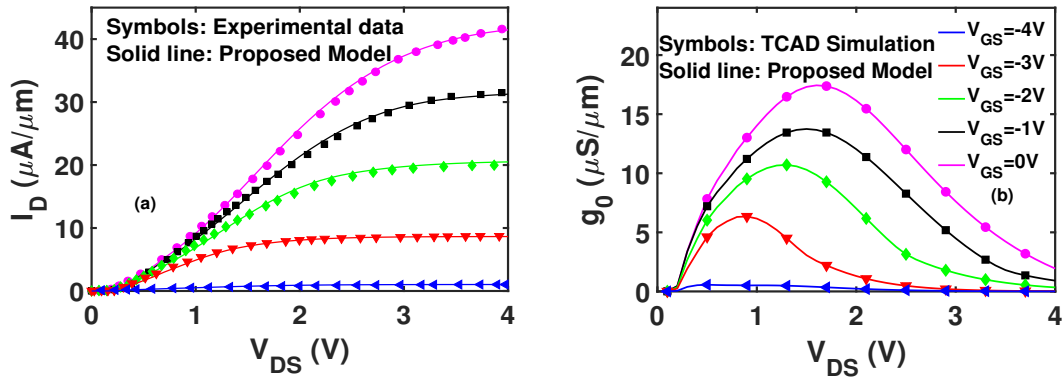 Symbols: Experimental data
Solid line: Proposed Model
(a)
I_D (μA/μm)
40
30
20
10
0
0 1 2 3 4
V_DS (V)
Symbols: TCAD Simulation
Solid line: Proposed Model
V_GS=-4V
V_GS=-3V
V_GS=-2V
V_GS=-1V
V_GS=0V
(b)
g_0 (μS/μm)
20
15
10
5
0
0 1 2 3 4
V_DS (V)